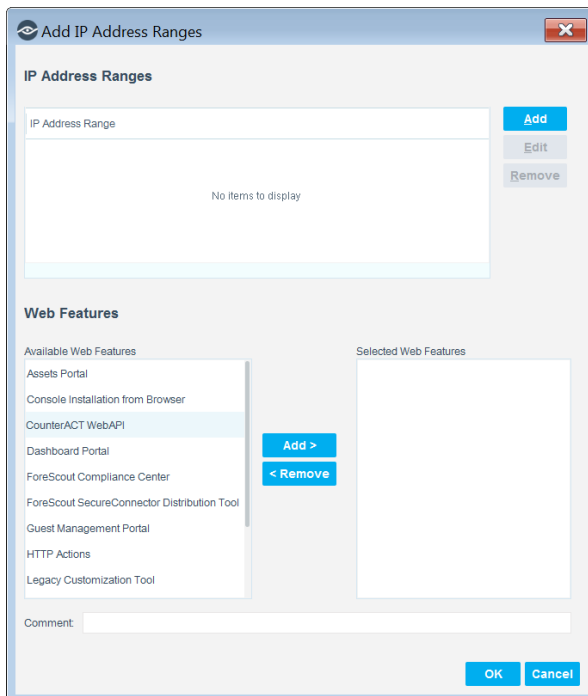 Add IP Address Ranges
IP Address Ranges
IP Address Range
Add
Edit
Remove
No items to display
Web Features
Available Web Features
Selected Web Features
Assets Portal
Console Installation from Browser
CounterACT WebAPI
Dashboard Portal
ForeScout Compliance Center
ForeScout SecureConnector Distribution Tool
Guest Management Portal
HTTP Actions
Legacy Customization Tool
Add >
< Remove
Comment:
OK
Cancel